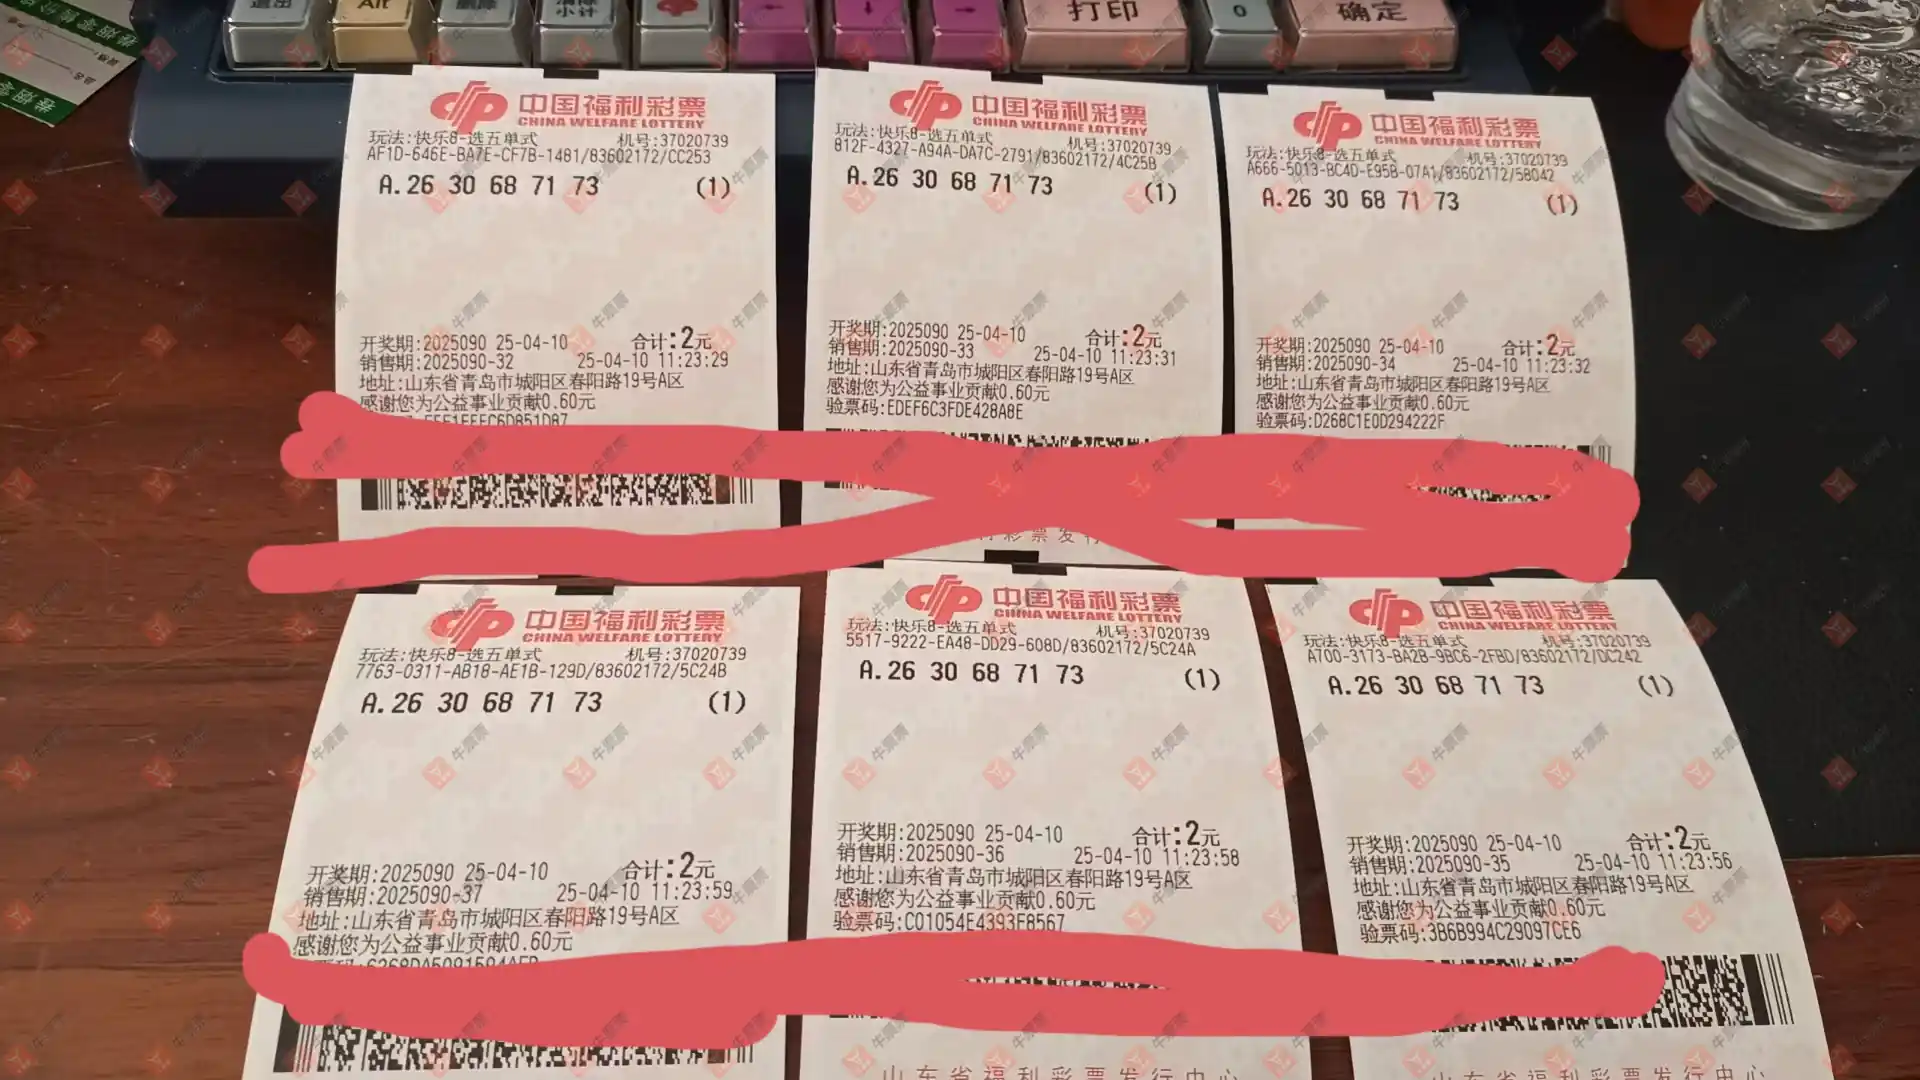 Alt
打印
0
确定
中国福利彩票
CHINA WELFARE LOTTERY
玩法:快乐8-选五单式 机号:37020739
AF1D-646E-BA7E-CF7B-1481/83602172/CC253
A.26 30 68 71 73 (1)
开奖期:2025090 25-04-10 合计:2元
销售期:2025090-32 25-04-10 11:23:29
地址:山东省青岛市城阳区春阳路19号A区
感谢您为公益事业贡献0.60元
中国福利彩票
CHINA WELFARE LOTTERY
玩法:快乐8-选五单式 机号:37020739
812F-4327-A94A-DA7C-2791/83602172/4C25B
A.26 30 68 71 73 (1)
开奖期:2025090 25-04-10 合计:2元
销售期:2025090-33 25-04-10 11:23:31
地址:山东省青岛市城阳区春阳路19号A区
感谢您为公益事业贡献0.60元
验票码:EDEF6C3FDE428A8E
中国福利彩票
CHINA WELFARE LOTTERY
玩法:快乐8-选五单式 机号:37020739
A666-5013-BC4D-E95B-07A1/83602172/58042
A.26 30 68 71 73 (1)
开奖期:2025090 25-04-10 合计:2元
销售期:2025090-34 25-04-10 11:23:32
地址:山东省青岛市城阳区春阳路19号A区
感谢您为公益事业贡献0.60元
验票码:D268C1E0D294222F
中国福利彩票
CHINA WELFARE LOTTERY
玩法:快乐8-选五单式 机号:37020739
7763-0311-AB18-AE1B-129D/83602172/5C24B
A.26 30 68 71 73 (1)
开奖期:2025090 25-04-10 合计:2元
销售期:2025090-37 25-04-10 11:23:59
地址:山东省青岛市城阳区春阳路19号A区
感谢您为公益事业贡献0.60元
中国福利彩票
CHINA WELFARE LOTTERY
玩法:快乐8-选五单式 机号:37020739
5517-9222-EA48-DD29-608D/83602172/5C24A
A.26 30 68 71 73 (1)
开奖期:2025090 25-04-10 合计:2元
销售期:2025090-36 25-04-10 11:23:58
地址:山东省青岛市城阳区春阳路19号A区
感谢您为公益事业贡献0.60元
验票码:C01054E4393F8567
山东省福利彩票发行中心
中国福利彩票
CHINA WELFARE LOTTERY
玩法:快乐8-选五单式 机号:37020739
A700-3173-BA2B-9BC6-2FBD/83602172/DC242
A.26 30 68 71 73 (1)
开奖期:2025090 25-04-10 合计:2元
销售期:2025090-35 25-04-10 11:23:56
地址:山东省青岛市城阳区春阳路19号A区
感谢您为公益事业贡献0.60元
验票码:3B6B994C29097CE6
山东省福利彩票发行中心